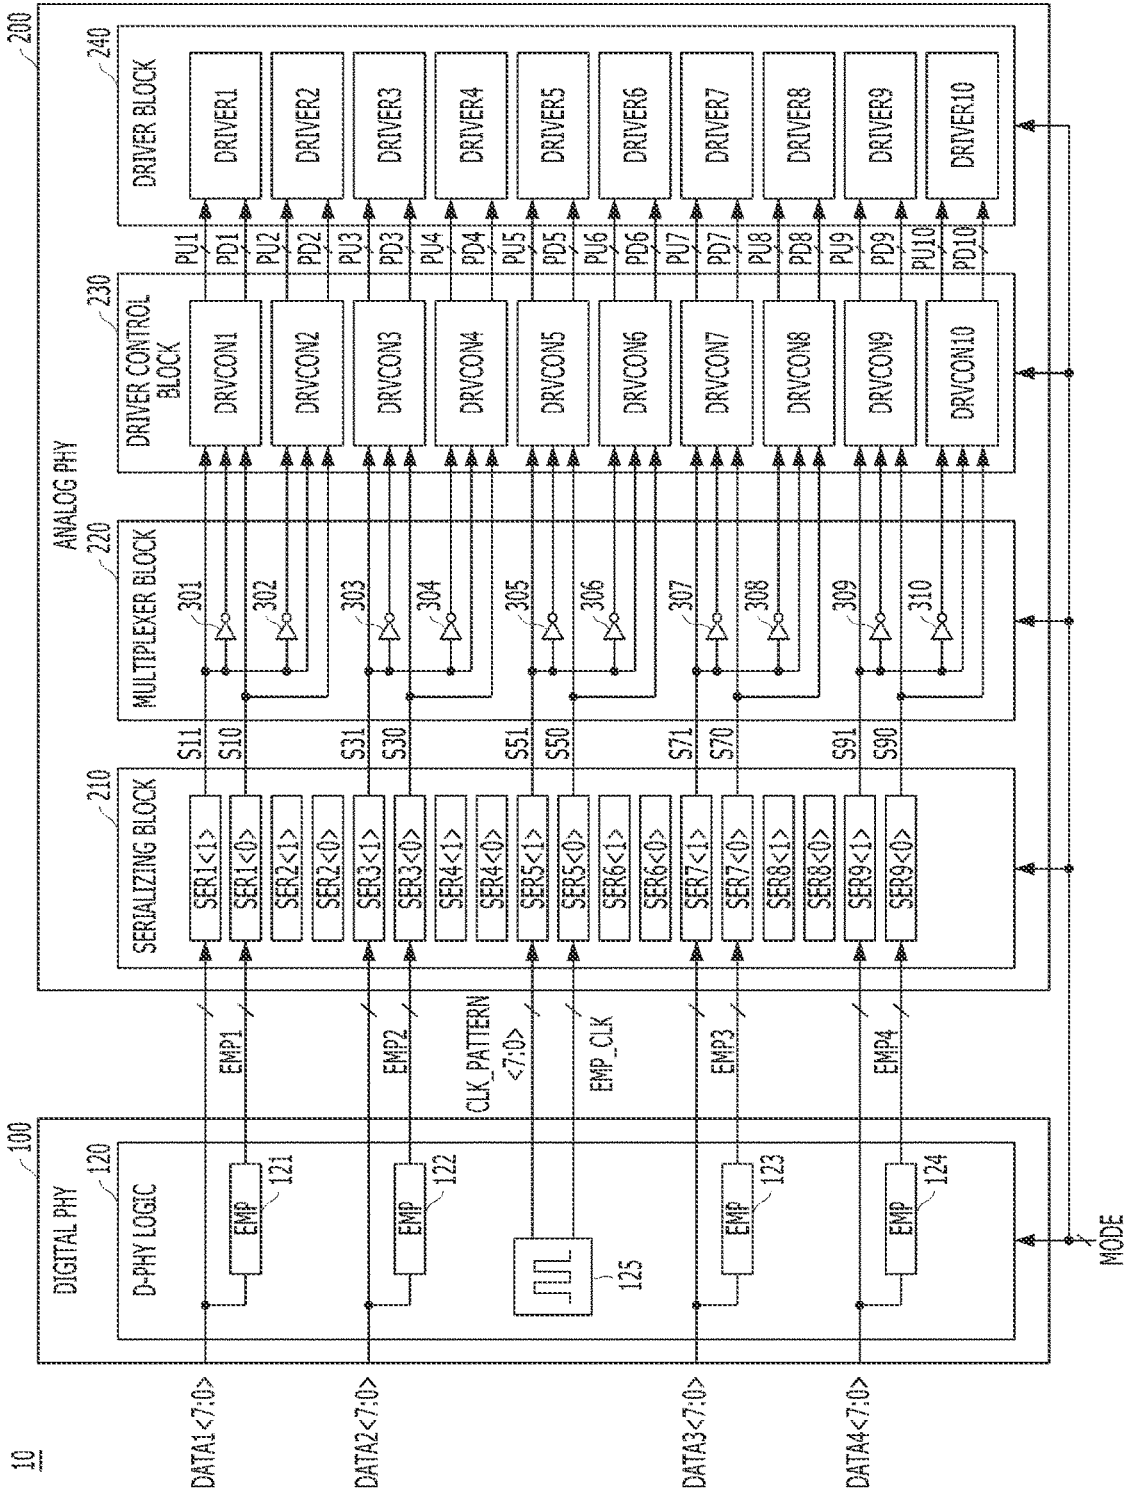 10
DIGITAL PHY
100
D-PHY LOGIC
120
DATA1<7:0>
EMP
121
EMP1
DATA2<7:0>
EMP
122
EMP2
125
CLK_PATTERN
<7:0>
EMP_CLK
DATA3<7:0>
EMP
123
EMP3
DATA4<7:0>
EMP
124
EMP4
MODE
ANALOG PHY
200
SERIALIZING BLOCK
210
SER1<1>
SER1<0>
SER2<1>
SER2<0>
SER3<1>
SER3<0>
SER4<1>
SER4<0>
SER5<1>
SER5<0>
SER6<1>
SER6<0>
SER7<1>
SER7<0>
SER8<1>
SER8<0>
SER9<1>
SER9<0>
S11
S10
S31
S30
S51
S50
S71
S70
S91
S90
MULTIPLEXER BLOCK
220
301
302
303
304
305
306
307
308
309
310
DRIVER CONTROL
BLOCK
230
DRVCON1
DRVCON2
DRVCON3
DRVCON4
DRVCON5
DRVCON6
DRVCON7
DRVCON8
DRVCON9
DRVCON10
PU1
PD1
PU2
PD2
PU3
PD3
PU4
PD4
PU5
PD5
PU6
PD6
PU7
PD7
PU8
PD8
PU9
PD9
PU10
PD10
DRIVER BLOCK
240
DRIVER1
DRIVER2
DRIVER3
DRIVER4
DRIVER5
DRIVER6
DRIVER7
DRIVER8
DRIVER9
DRIVER10